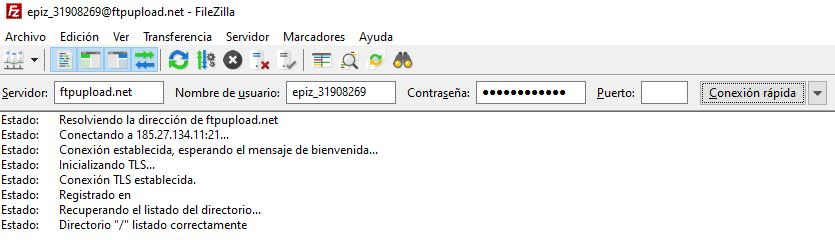 epiz_31908269@ftpupload.net - FileZilla
Archivo Edición Ver Transferencia Servidor Marcadores Ayuda
Servidor: ftpupload.net Nombre de usuario: epiz_31908269 Contraseña: ●●●●●●●●●●●● Puerto: Conexión rápida
Estado: Resolviendo la dirección de ftpupload.net
Estado: Conectando a 185.27.134.11:21...
Estado: Conexión establecida, esperando el mensaje de bienvenida...
Estado: Inicializando TLS...
Estado: Conexión TLS establecida.
Estado: Registrado en
Estado: Recuperando el listado del directorio...
Estado: Directorio "/" listado correctamente